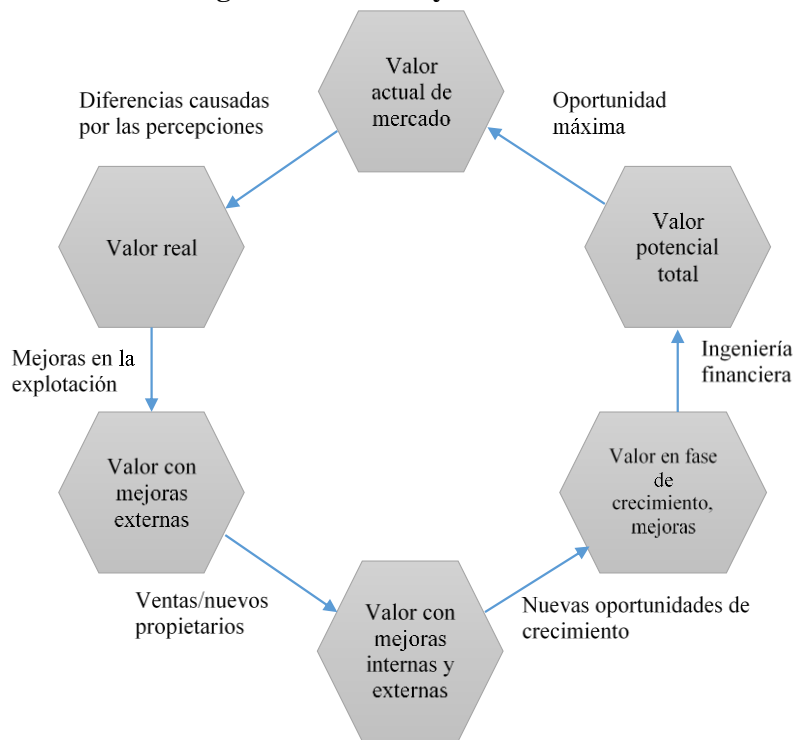 Valor
actual de
mercado
Diferencias causadas
por las percepciones
Oportunidad
máxima
Valor real
Valor
potencial
total
Mejoras en la
explotación
Ingeniería
financiera
Valor con
mejoras
externas
Valor en fase
de
crecimiento,
mejoras
Ventas/nuevos
propietarios
Valor con
mejoras
internas y
externas
Nuevas oportunidades de
crecimiento